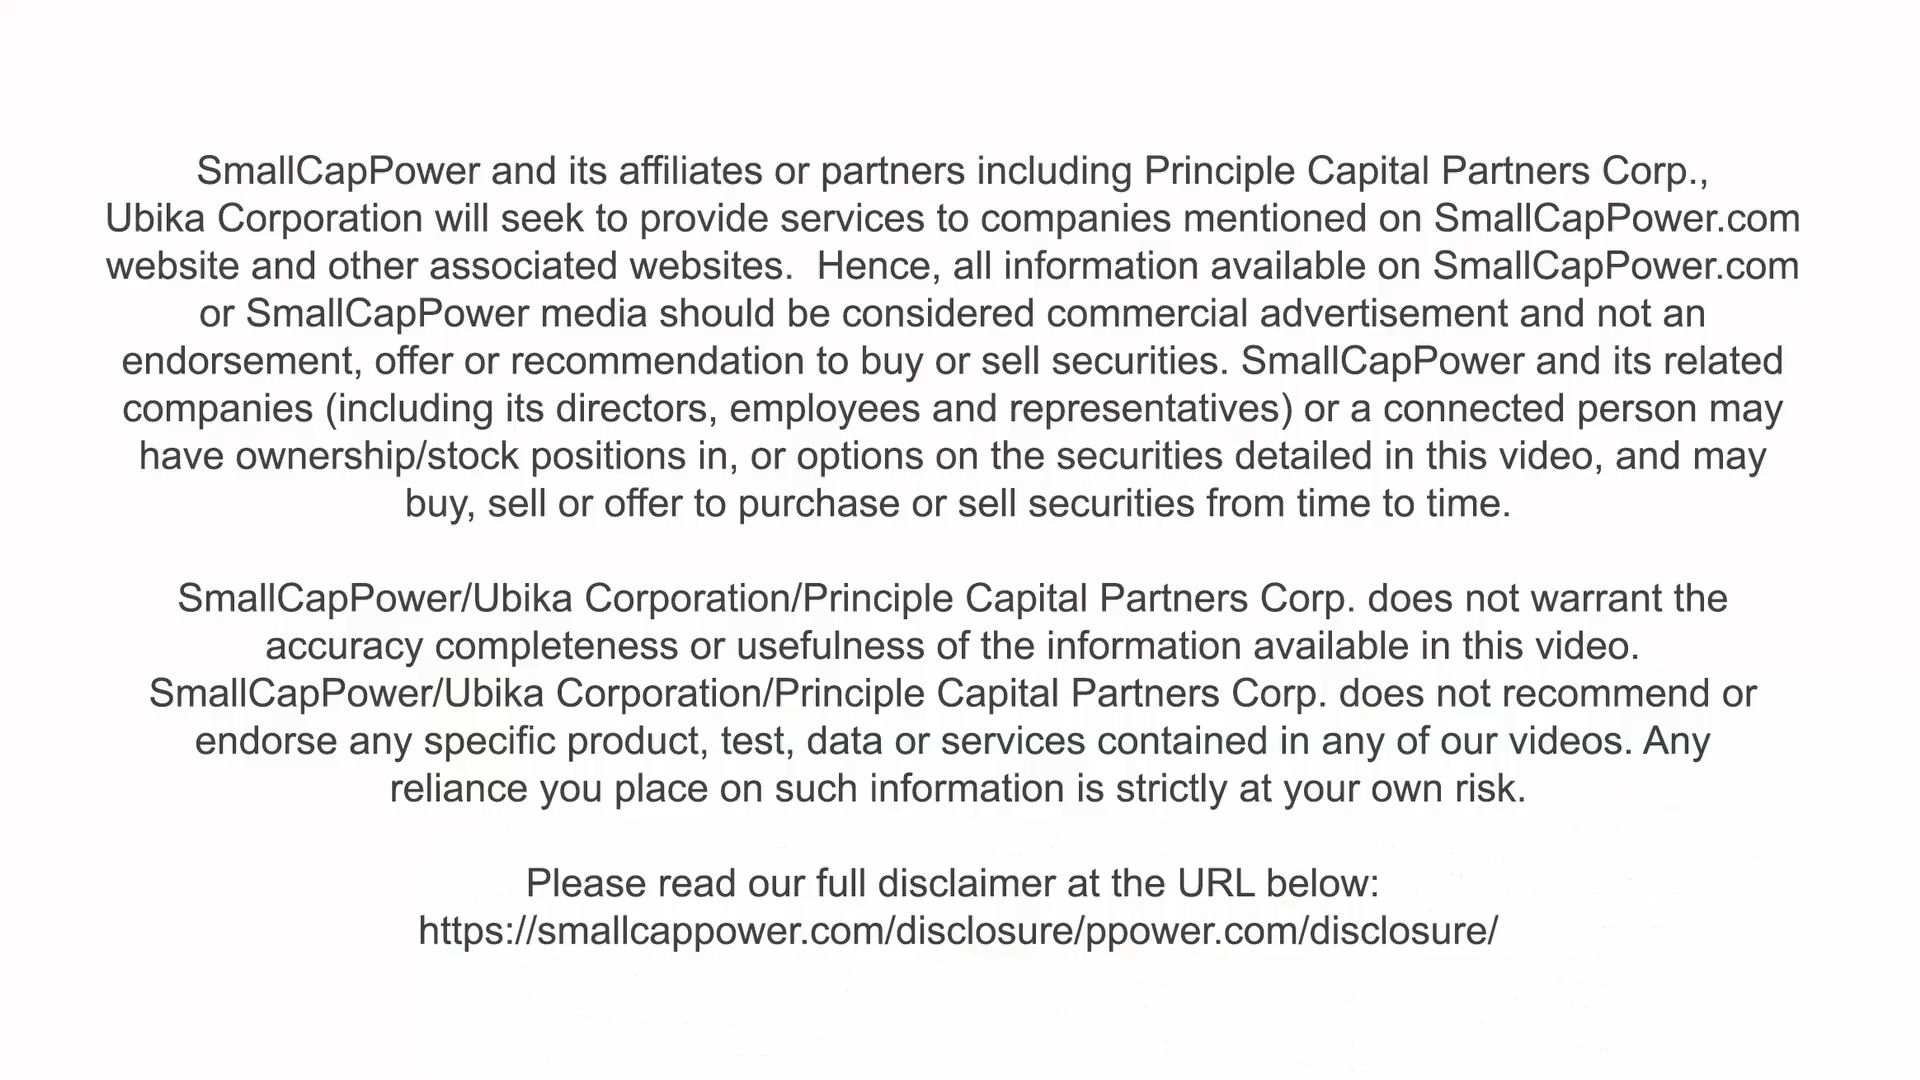 SmallCapPower and its affiliates or partners including Principle Capital Partners Corp.,
Ubika Corporation will seek to provide services to companies mentioned on SmallCapPower.com
website and other associated websites.  Hence, all information available on SmallCapPower.com
or SmallCapPower media should be considered commercial advertisement and not an
endorsement, offer or recommendation to buy or sell securities. SmallCapPower and its related
companies (including its directors, employees and representatives) or a connected person may
have ownership/stock positions in, or options on the securities detailed in this video, and may
buy, sell or offer to purchase or sell securities from time to time.
SmallCapPower/Ubika Corporation/Principle Capital Partners Corp. does not warrant the
accuracy completeness or usefulness of the information available in this video.
SmallCapPower/Ubika Corporation/Principle Capital Partners Corp. does not recommend or
endorse any specific product, test, data or services contained in any of our videos. Any
reliance you place on such information is strictly at your own risk.
Please read our full disclaimer at the URL below:
https://smallcappower.com/disclosure/ppower.com/disclosure/